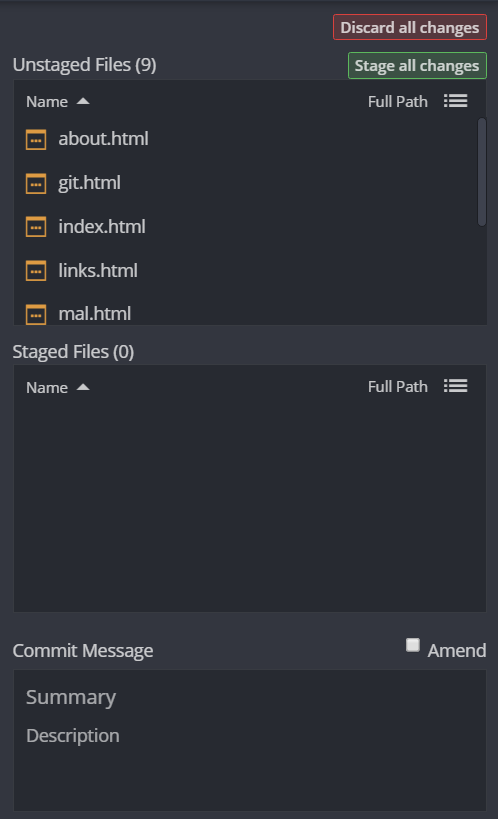 Discard all changes
Unstaged Files (9)
Stage all changes
Name
Full Path
about.html
git.html
index.html
links.html
mal.html
Staged Files (0)
Name
Full Path
Commit Message
Amend
Summary
Description